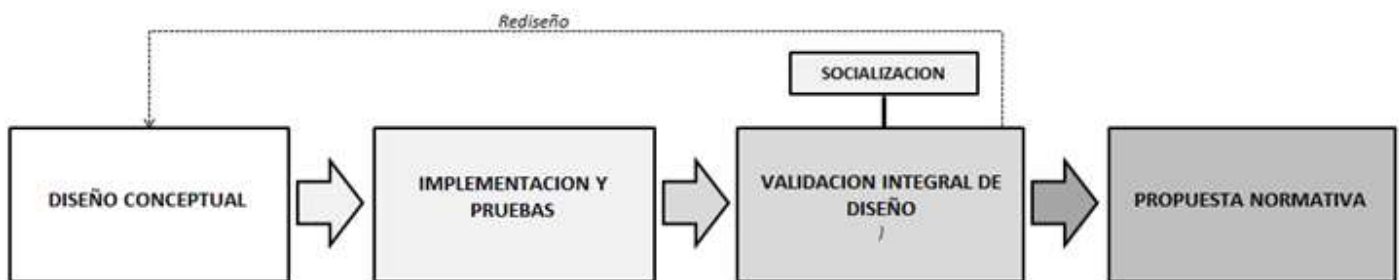 Rediseño
SOCIALIZACION
DISEÑO CONCEPTUAL
IMPLEMENTACION Y
PRUEBAS
VALIDACION INTEGRAL DE
DISEÑO
)
PROPUESTA NORMATIVA